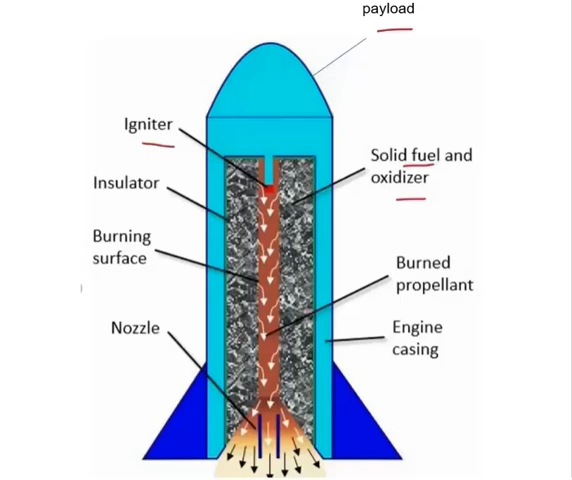 payload
Igniter
Solid fuel and
oxidizer
Insulator
Burning
surface
Burned
propellant
Nozzle
Engine
casing